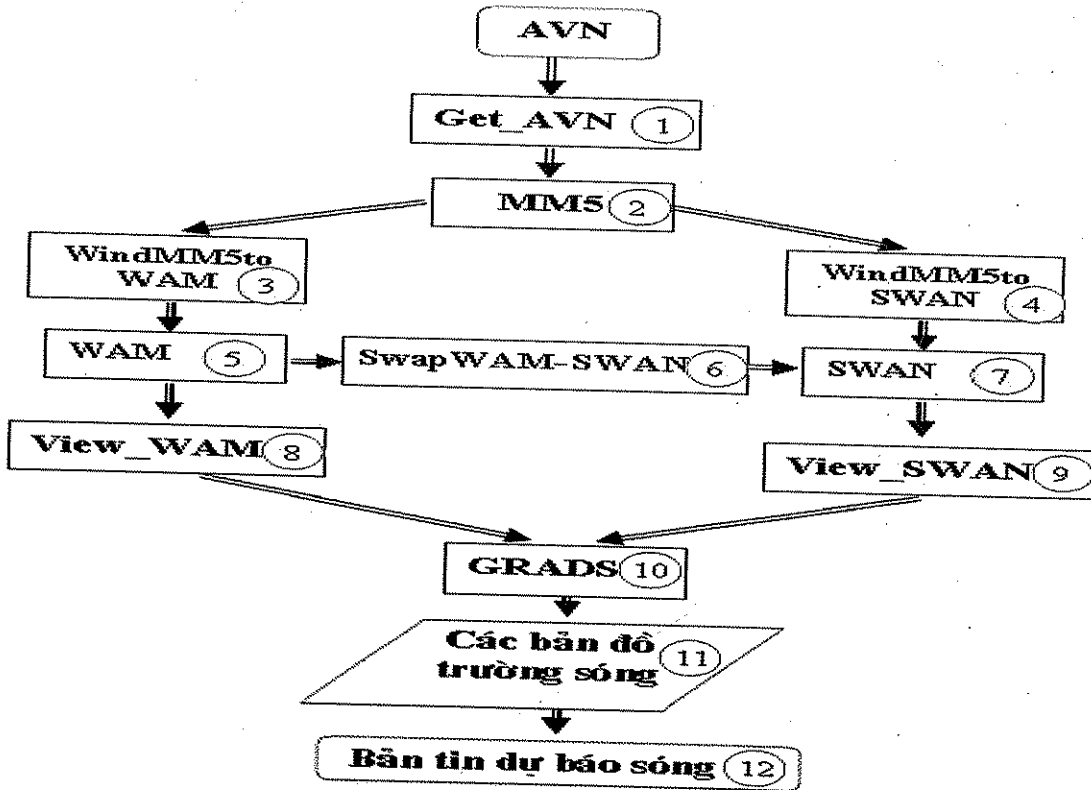 AVN
Get_AVN 1
MM5 2
WindMM5to
WAM 3
WindMM5to
SWAN 4
WAM 5
SwapWAM-SWAN 6
SWAN 7
View_WAM 8
View_SWAN 9
GRADS 10
Các bản đồ
trường sóng 11
Bản tin dự báo sóng 12